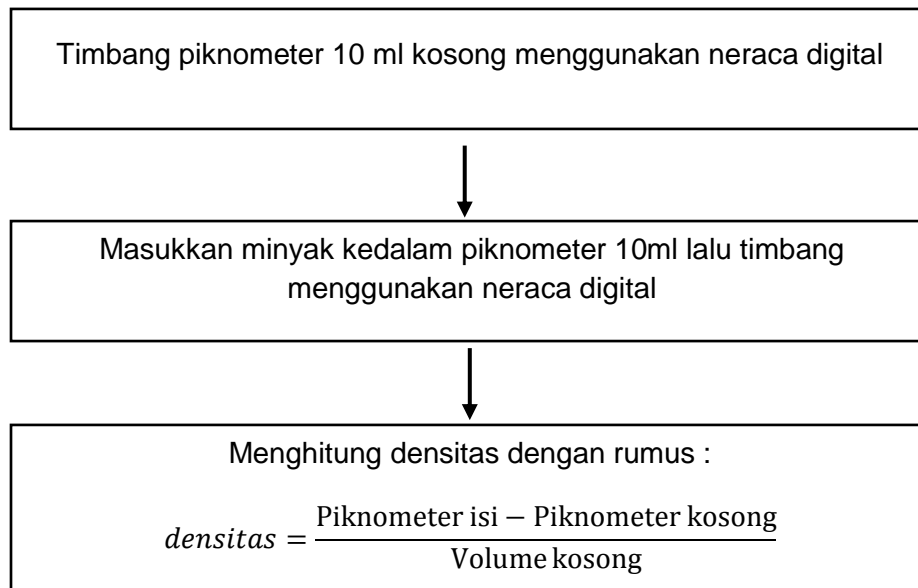 Timbang piknometer 10 ml kosong menggunakan neraca digital
Masukkan minyak kedalam piknometer 10ml lalu timbang
menggunakan neraca digital
Menghitung densitas dengan rumus :
densitas = (Piknometer isi − Piknometer kosong) / Volume kosong